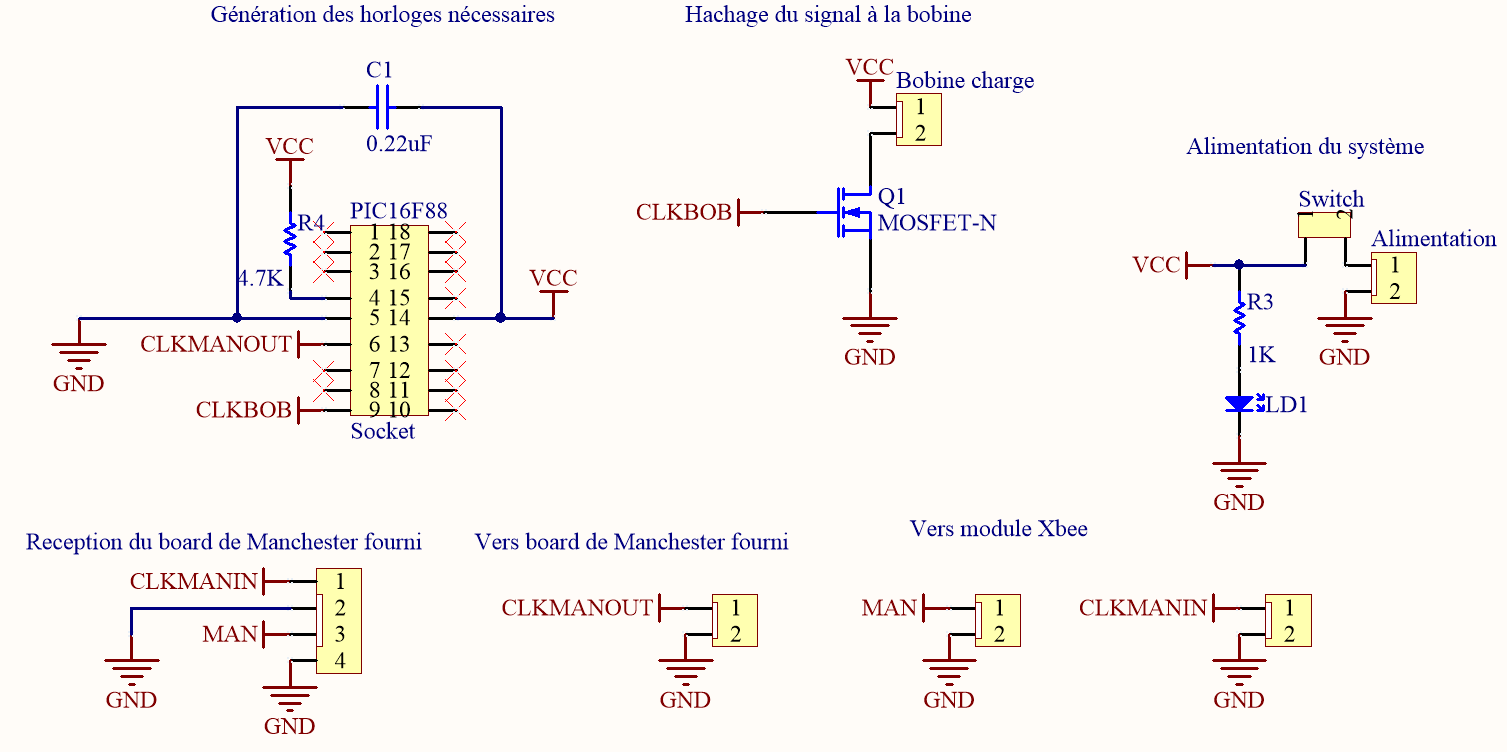 Génération des horloges nécessaires
C1
0.22uF
VCC
R4
4.7K
PIC16F88
1 18
2 17
3 16
4 15
5 14
6 13
7 12
8 11
9 10
Socket
VCC
GND
CLKMANOUT
CLKBOB
Hachage du signal à la bobine
VCC
Bobine charge
1
2
CLKBOB
Q1
MOSFET-N
GND
Alimentation du système
Switch
1 2
Alimentation
1
2
VCC
R3
1K
GND
LD1
GND
Reception du board de Manchester fourni
CLKMANIN
1
2
MAN
3
4
GND
GND
Vers board de Manchester fourni
CLKMANOUT
1
2
GND
Vers module Xbee
MAN
1
2
GND
CLKMANIN
1
2
GND